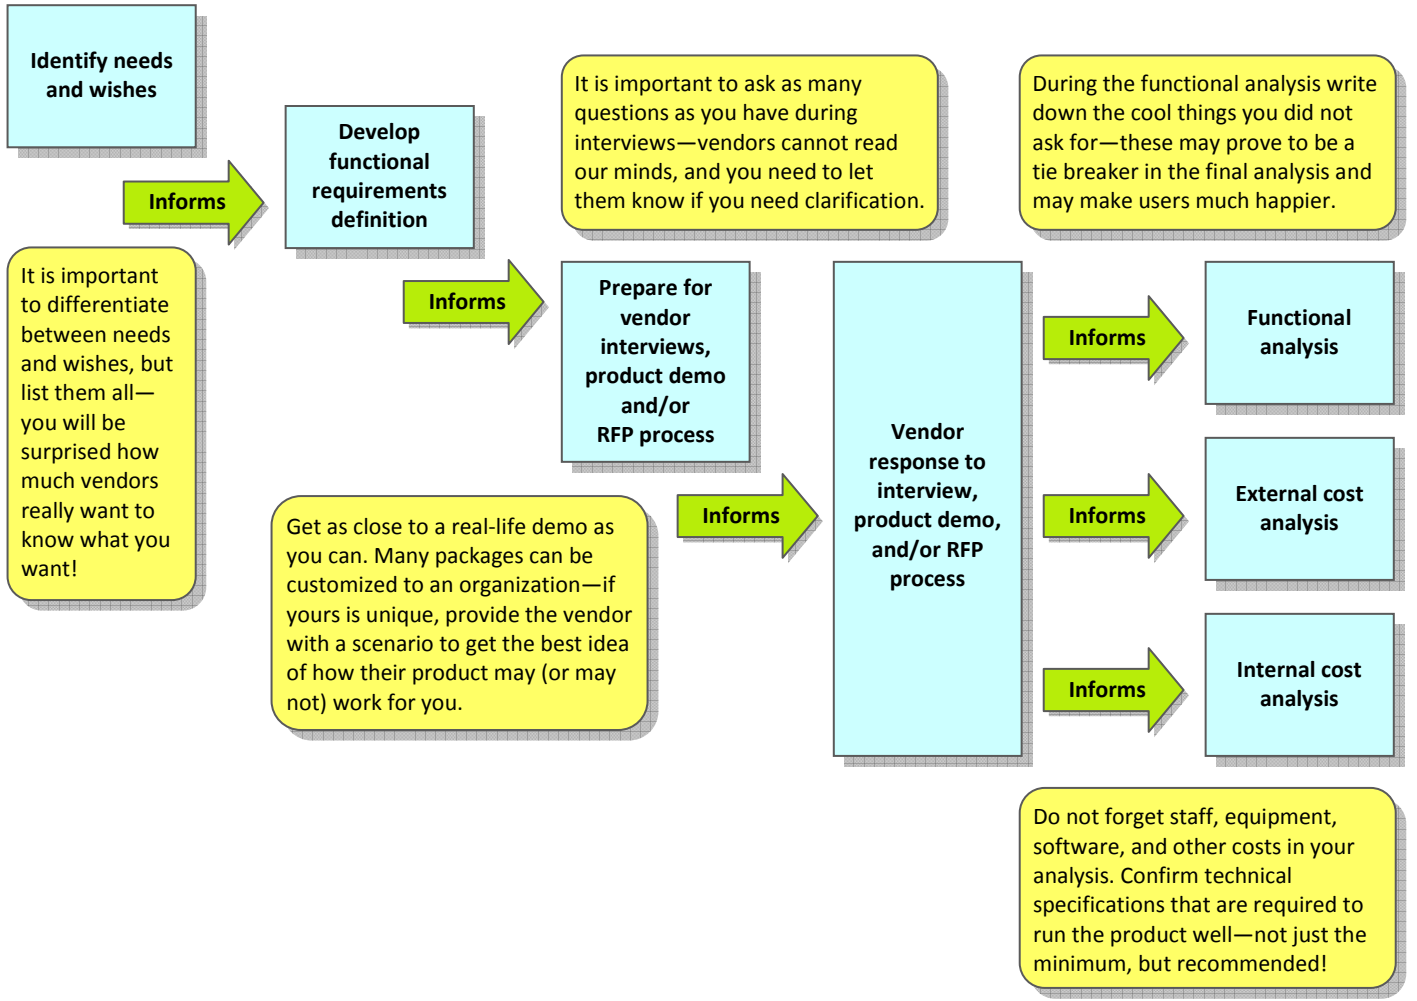 Identify needs
and wishes
Informs
It is important
to differentiate
between needs
and wishes, but
list them all—
you will be
surprised how
much vendors
really want to
know what you
want!
Develop
functional
requirements
definition
Informs
Get as close to a real-life demo as
you can. Many packages can be
customized to an organization—if
yours is unique, provide the vendor
with a scenario to get the best idea
of how their product may (or may
not) work for you.
It is important to ask as many
questions as you have during
interviews—vendors cannot read
our minds, and you need to let
them know if you need clarification.
Prepare for
vendor
interviews,
product demo
and/or
RFP process
Informs
Vendor
response to
interview,
product demo,
and/or RFP
process
During the functional analysis write
down the cool things you did not
ask for—these may prove to be a
tie breaker in the final analysis and
may make users much happier.
Informs
Functional
analysis
Informs
External cost
analysis
Informs
Internal cost
analysis
Do not forget staff, equipment,
software, and other costs in your
analysis. Confirm technical
specifications that are required to
run the product well—not just the
minimum, but recommended!